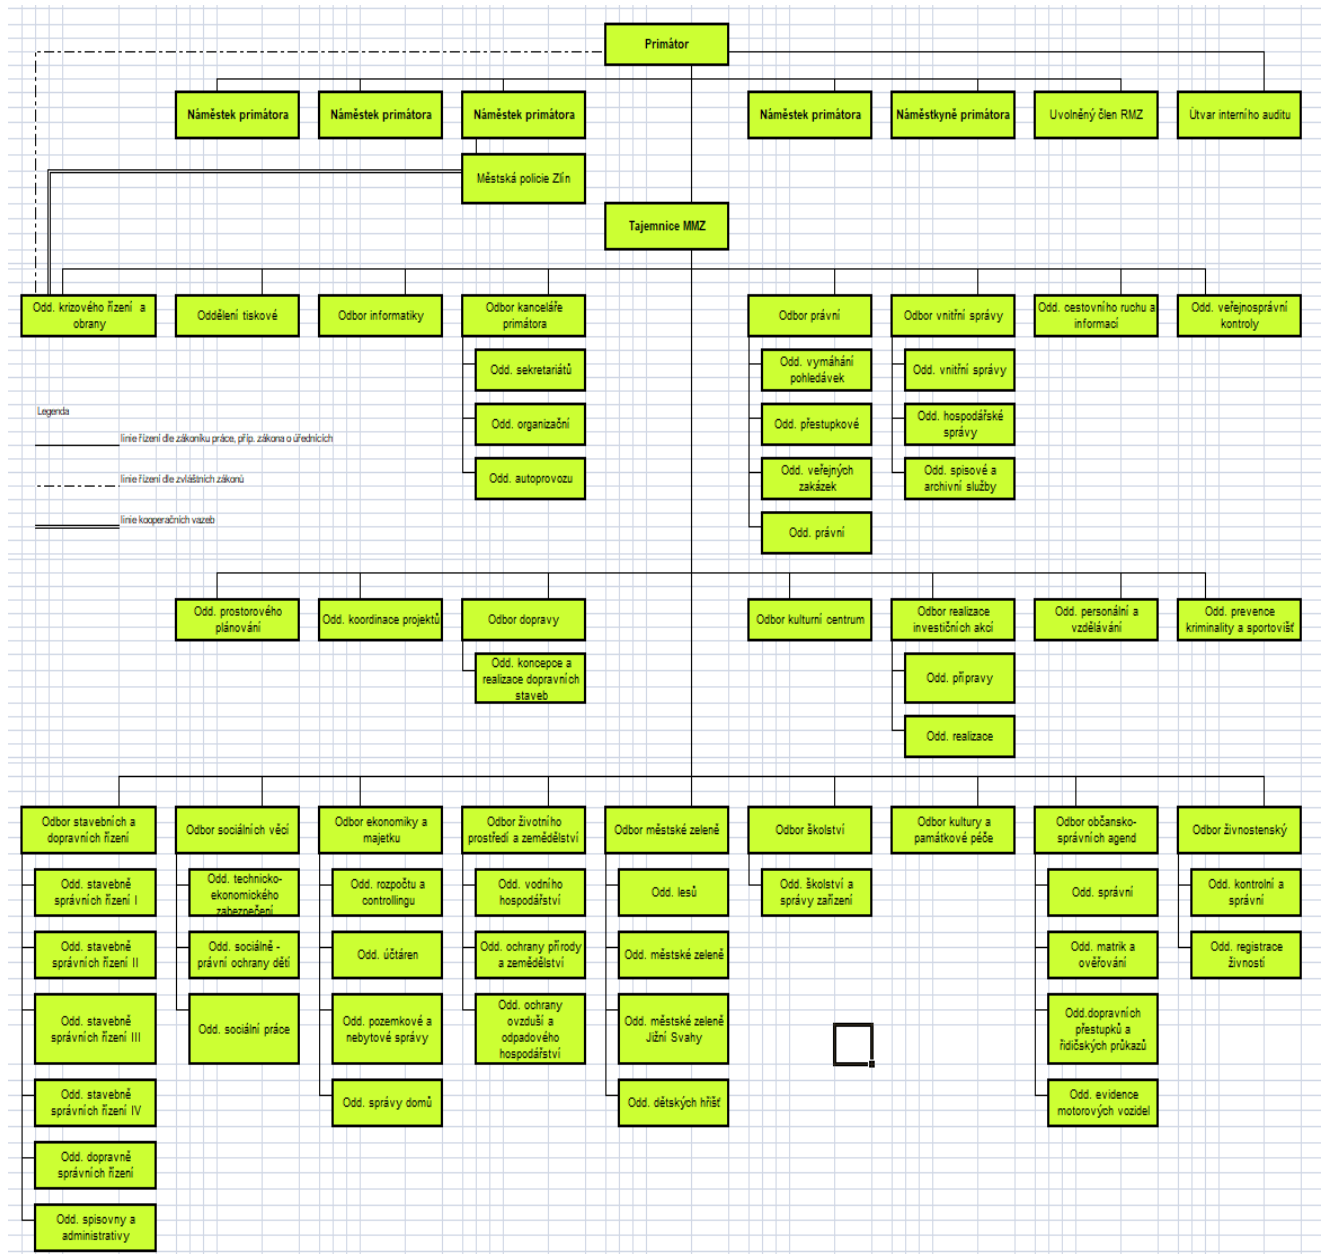 Primátor
Náměstek primátora
Náměstek primátora
Náměstek primátora
Náměstek primátora
Náměstkyně primátora
Uvolněný člen RMZ
Útvar interního auditu
Městská policie Zlín
Tajemnice MMZ
Odd. krizového řízení a
obrany
Oddělení tiskové
Odbor informatiky
Odbor kanceláře
primátora
Odbor právní
Odbor vnitřní správy
Odd. cestovního ruchu a
informací
Odd. veřejnosprávní
kontroly
Odd. sekretariátů
Odd. organizační
Odd. autoprovozu
Odd. vymáhání
pohledávek
Odd. přestupkové
Odd. veřejných
zakázek
Odd. právní
Odd. vnitřní správy
Odd. hospodářské
správy
Odd. spisové a
archivní služby
Legenda
linie řízení dle zákoníku práce, příp. zákona o úřednících
linie řízení dle zvláštních zákonů
linie kooperačních vazeb
Odd. prostorového
plánování
Odd. koordinace projektů
Odbor dopravy
Odbor kulturní centrum
Odbor realizace
investičních akcí
Odd. personální a
vzdělávání
Odd. prevence
kriminality a sportovišť
Odd. koncepce a
realizace dopravních
staveb
Odd. přípravy
Odd. realizace
Odbor stavebních a
dopravních řízení
Odbor sociálních věcí
Odbor ekonomiky a
majetku
Odbor životního
prostředí a zemědělství
Odbor městské zeleně
Odbor školství
Odbor kultury a
památkové péče
Odbor občansko-
správních agend
Odbor živnostenský
Odd. stavebně
správních řízení I
Odd. stavebně
správních řízení II
Odd. stavebně
správních řízení III
Odd. stavebně
správních řízení IV
Odd. dopravně
správních řízení
Odd. spisovny a
administrativy
Odd. technicko-
ekonomického
zabezpečení
Odd. sociálně -
právní ochrany dětí
Odd. sociální práce
Odd. rozpočtu a
controllingu
Odd. účtáren
Odd. pozemkové a
nebytové správy
Odd. správy domů
Odd. vodního
hospodářství
Odd. ochrany přírody
a zemědělství
Odd. ochrany
ovzduší a
odpadového
hospodářství
Odd. lesů
Odd. městské zeleně
Odd. městské zeleně
Jižní Svahy
Odd. dětských hřišť
Odd. školství a
správy zařízení
Odd. správní
Odd. matrik a
ověřování
Odd.dopravních
přestupků a
řidičských průkazů
Odd. evidence
motorových vozidel
Odd. kontrolní a
správní
Odd. registrace
živností